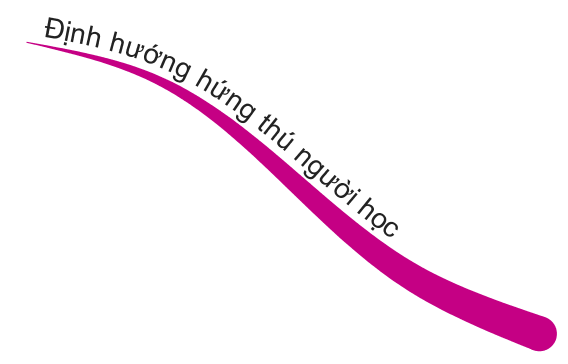 Định hướng hứng thú người học